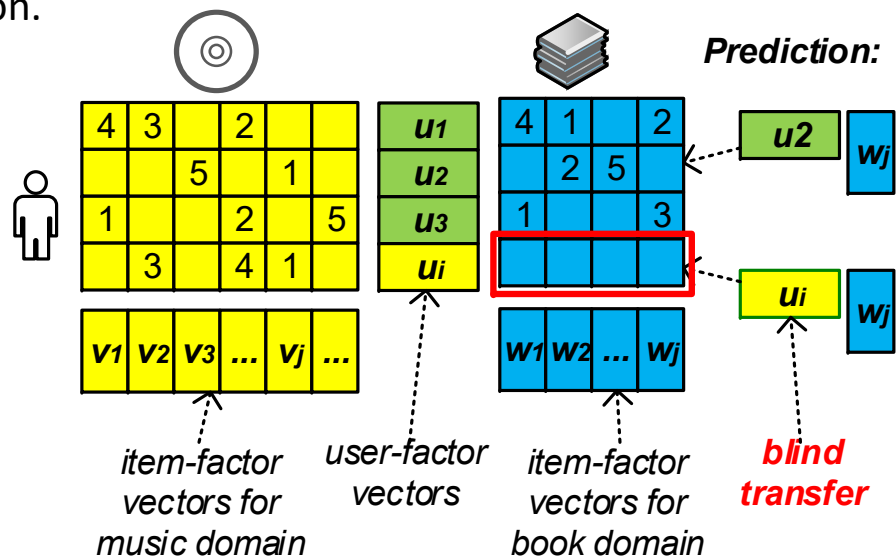 on.
Prediction:
4 3 2 u1 4 1 2 u2 wj
5 1 u2 2 5
1 2 5 u3 1 3
3 4 1 ui ui wj
v1 v2 v3 ... vj ... w1 w2 ... wj
item-factor vectors for music domain
user-factor vectors
item-factor vectors for book domain
blind transfer